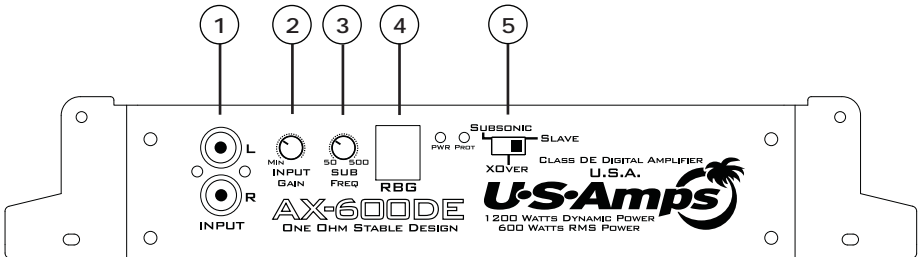 1 2 3 4 5
SUBSONIC
SLAVE
XOVER
L
R
INPUT
MIN
INPUT
GAIN
50 500
SUB
FREQ
RBG
PWR PROT
CLASS DE DIGITAL AMPLIFIER
U.S.A.
U·S·Amps
1200 WATTS DYNAMIC POWER
600 WATTS RMS POWER
AX-600DE
ONE OHM STABLE DESIGN